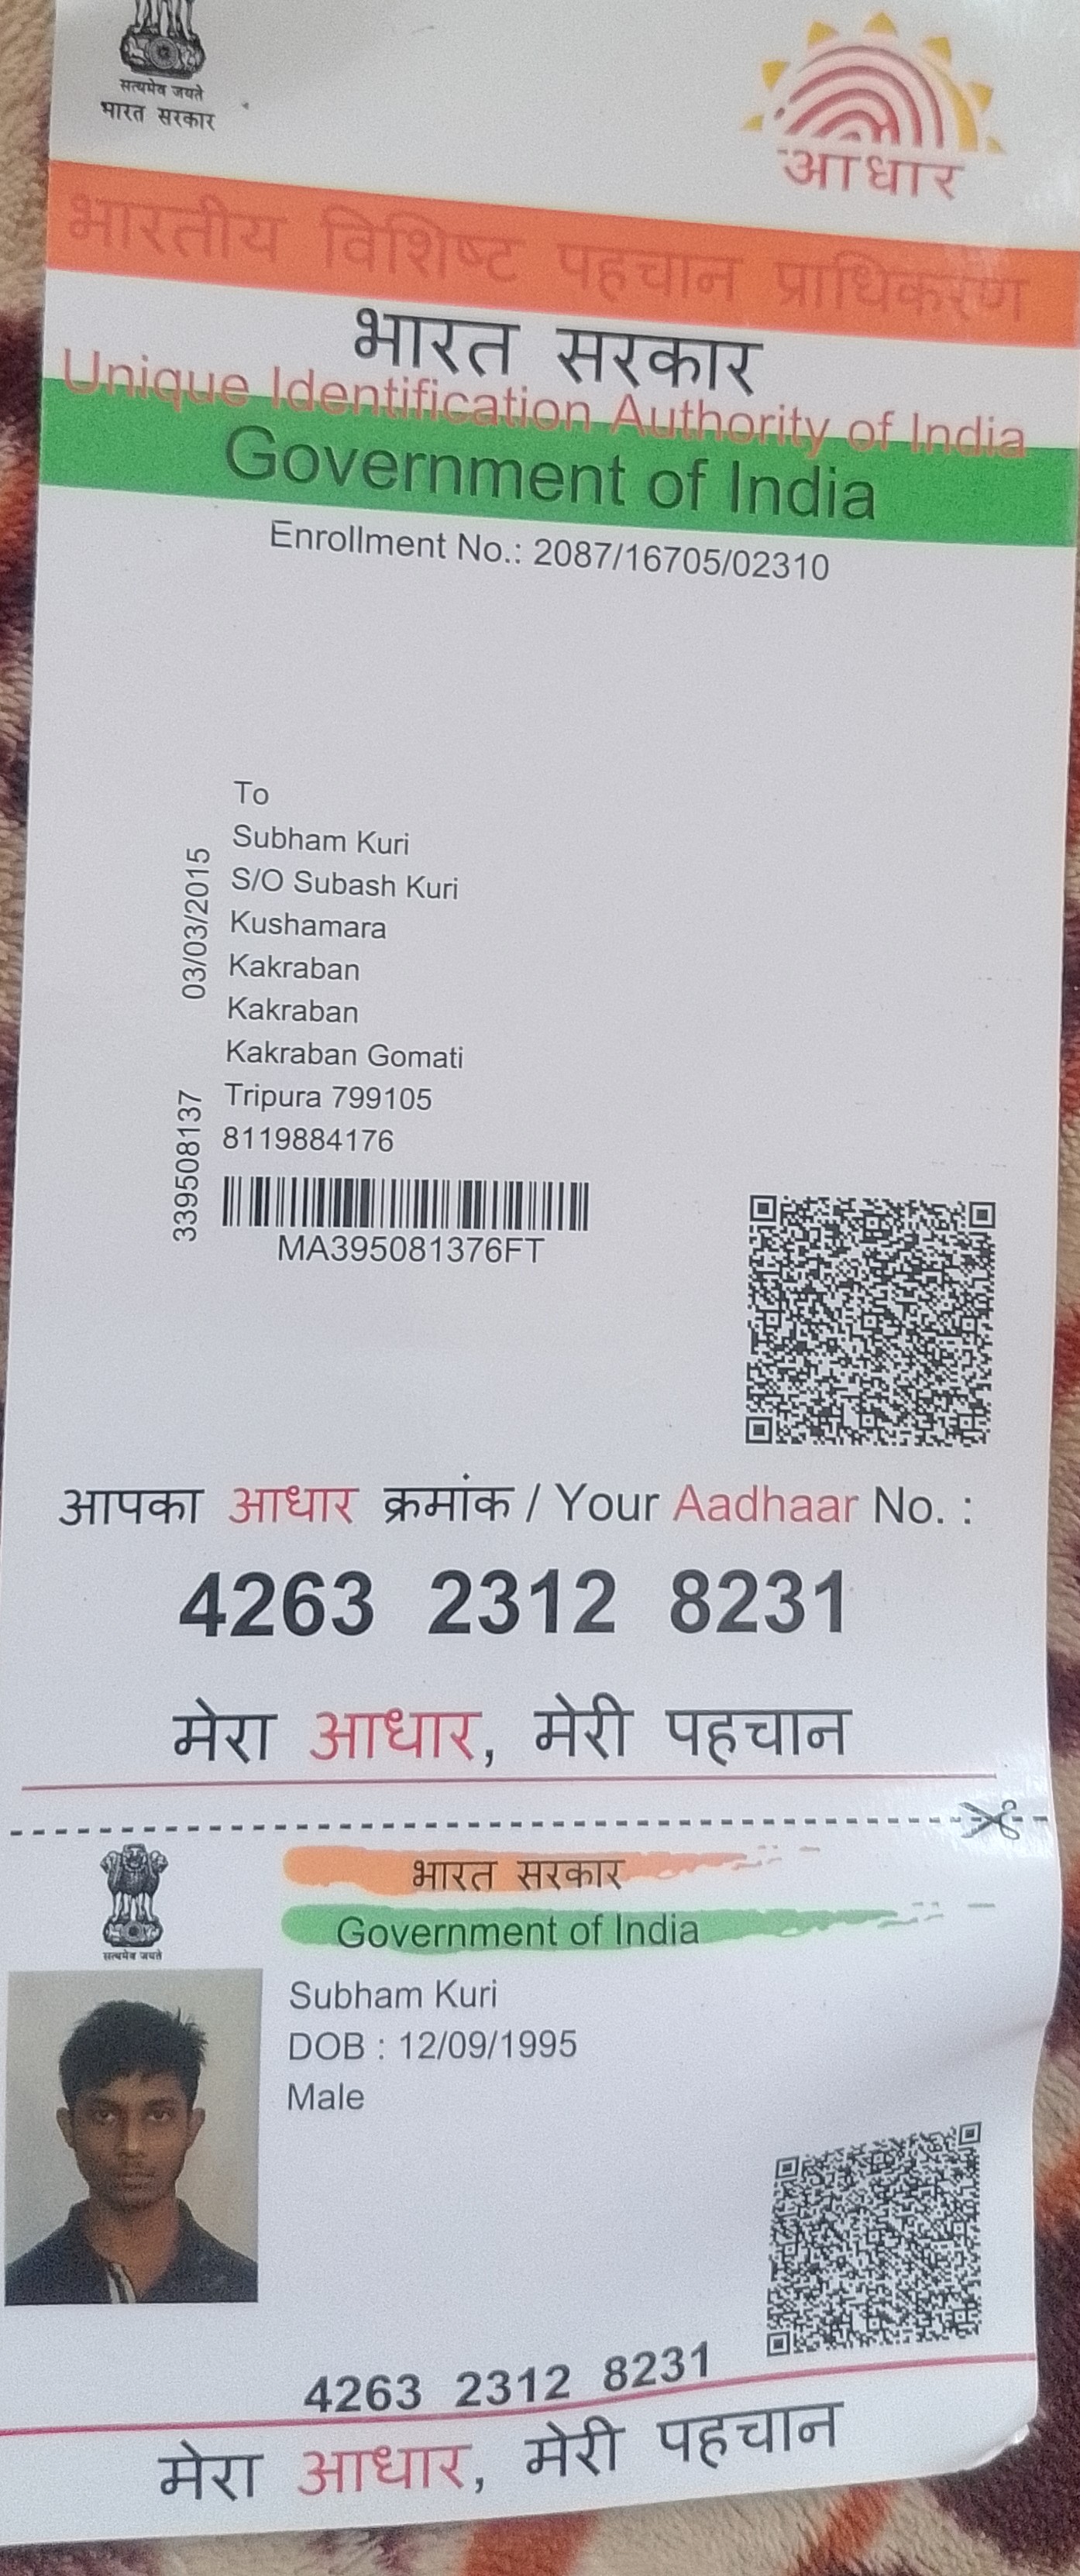 सत्यमेव जयते
भारत सरकार
आधार
भारतीय विशिष्ट पहचान प्राधिकरण
भारत सरकार
Unique Identification Authority of India
Government of India
Enrollment No.: 2087/16705/02310
To
Subham Kuri
S/O Subash Kuri
Kushamara
Kakraban
Kakraban
Kakraban Gomati
Tripura 799105
8119884176
03/03/2015
339508137
MA395081376FT
आपका आधार क्रमांक / Your Aadhaar No. :
4263 2312 8231
मेरा आधार, मेरी पहचान
सत्यमेव जयते
भारत सरकार
Government of India
Subham Kuri
DOB : 12/09/1995
Male
4263 2312 8231
मेरा आधार, मेरी पहचान